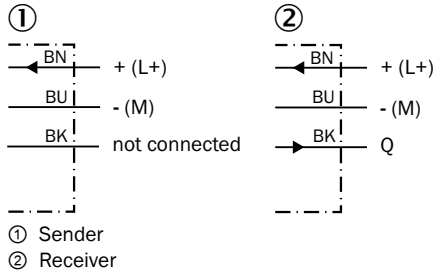 ① ②
BN + (L+) BN + (L+)
BU - (M) BU - (M)
BK not connected BK Q
① Sender
② Receiver